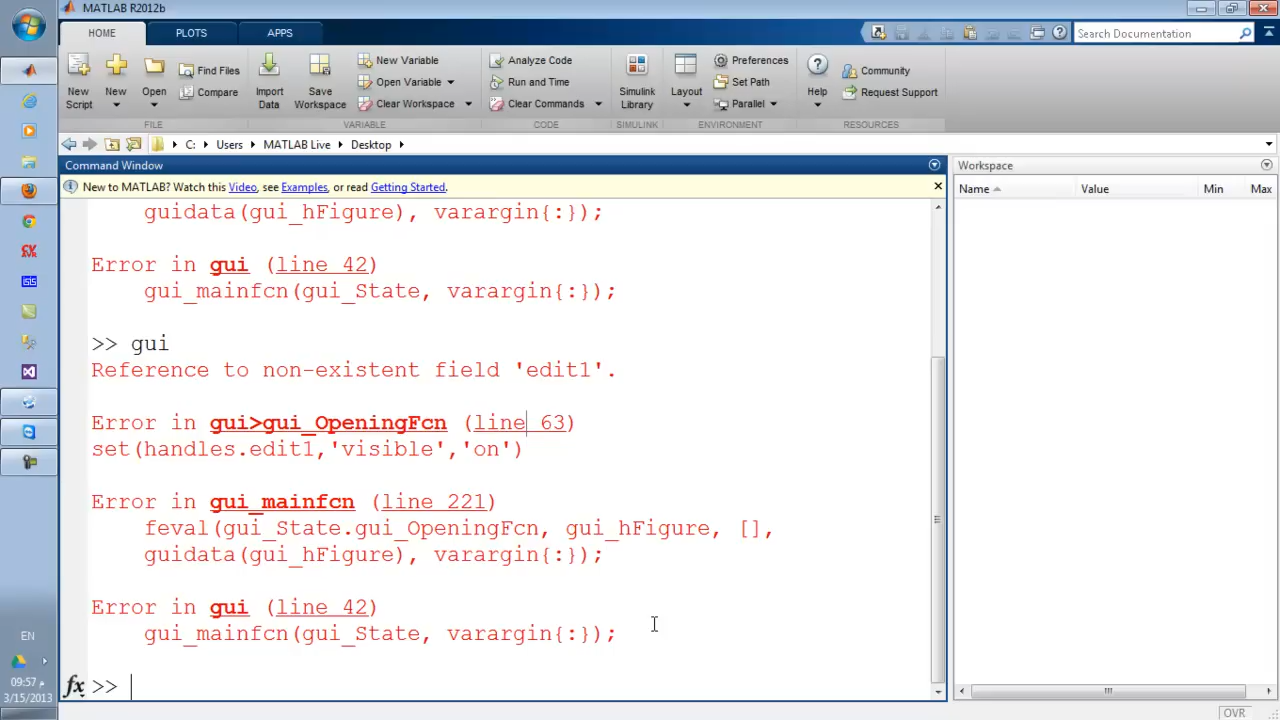 MATLAB R2012b
HOME PLOTS APPS
Search Documentation
New Script
New
Open
Find Files
Compare
FILE
Import Data
Save Workspace
New Variable
Open Variable
Clear Workspace
VARIABLE
Analyze Code
Run and Time
Clear Commands
CODE
Simulink Library
SIMULINK
Layout
Preferences
Set Path
Parallel
ENVIRONMENT
Help
Community
Request Support
RESOURCES
C: Users MATLAB Live Desktop
Command Window
New to MATLAB? Watch this Video, see Examples, or read Getting Started.
guidata(gui_hFigure), varargin{:});
Error in gui (line 42)
gui_mainfcn(gui_State, varargin{:});
>> gui
Reference to non-existent field 'edit1'.
Error in gui>gui_OpeningFcn (line 63)
set(handles.edit1,'visible','on')
Error in gui_mainfcn (line 221)
feval(gui_State.gui_OpeningFcn, gui_hFigure, [],
guidata(gui_hFigure), varargin{:});
Error in gui (line 42)
gui_mainfcn(gui_State, varargin{:});
fx >>
Workspace
Name Value Min Max
CV
AVR
ISIS
EN
09:57 م
3/15/2013
OVR